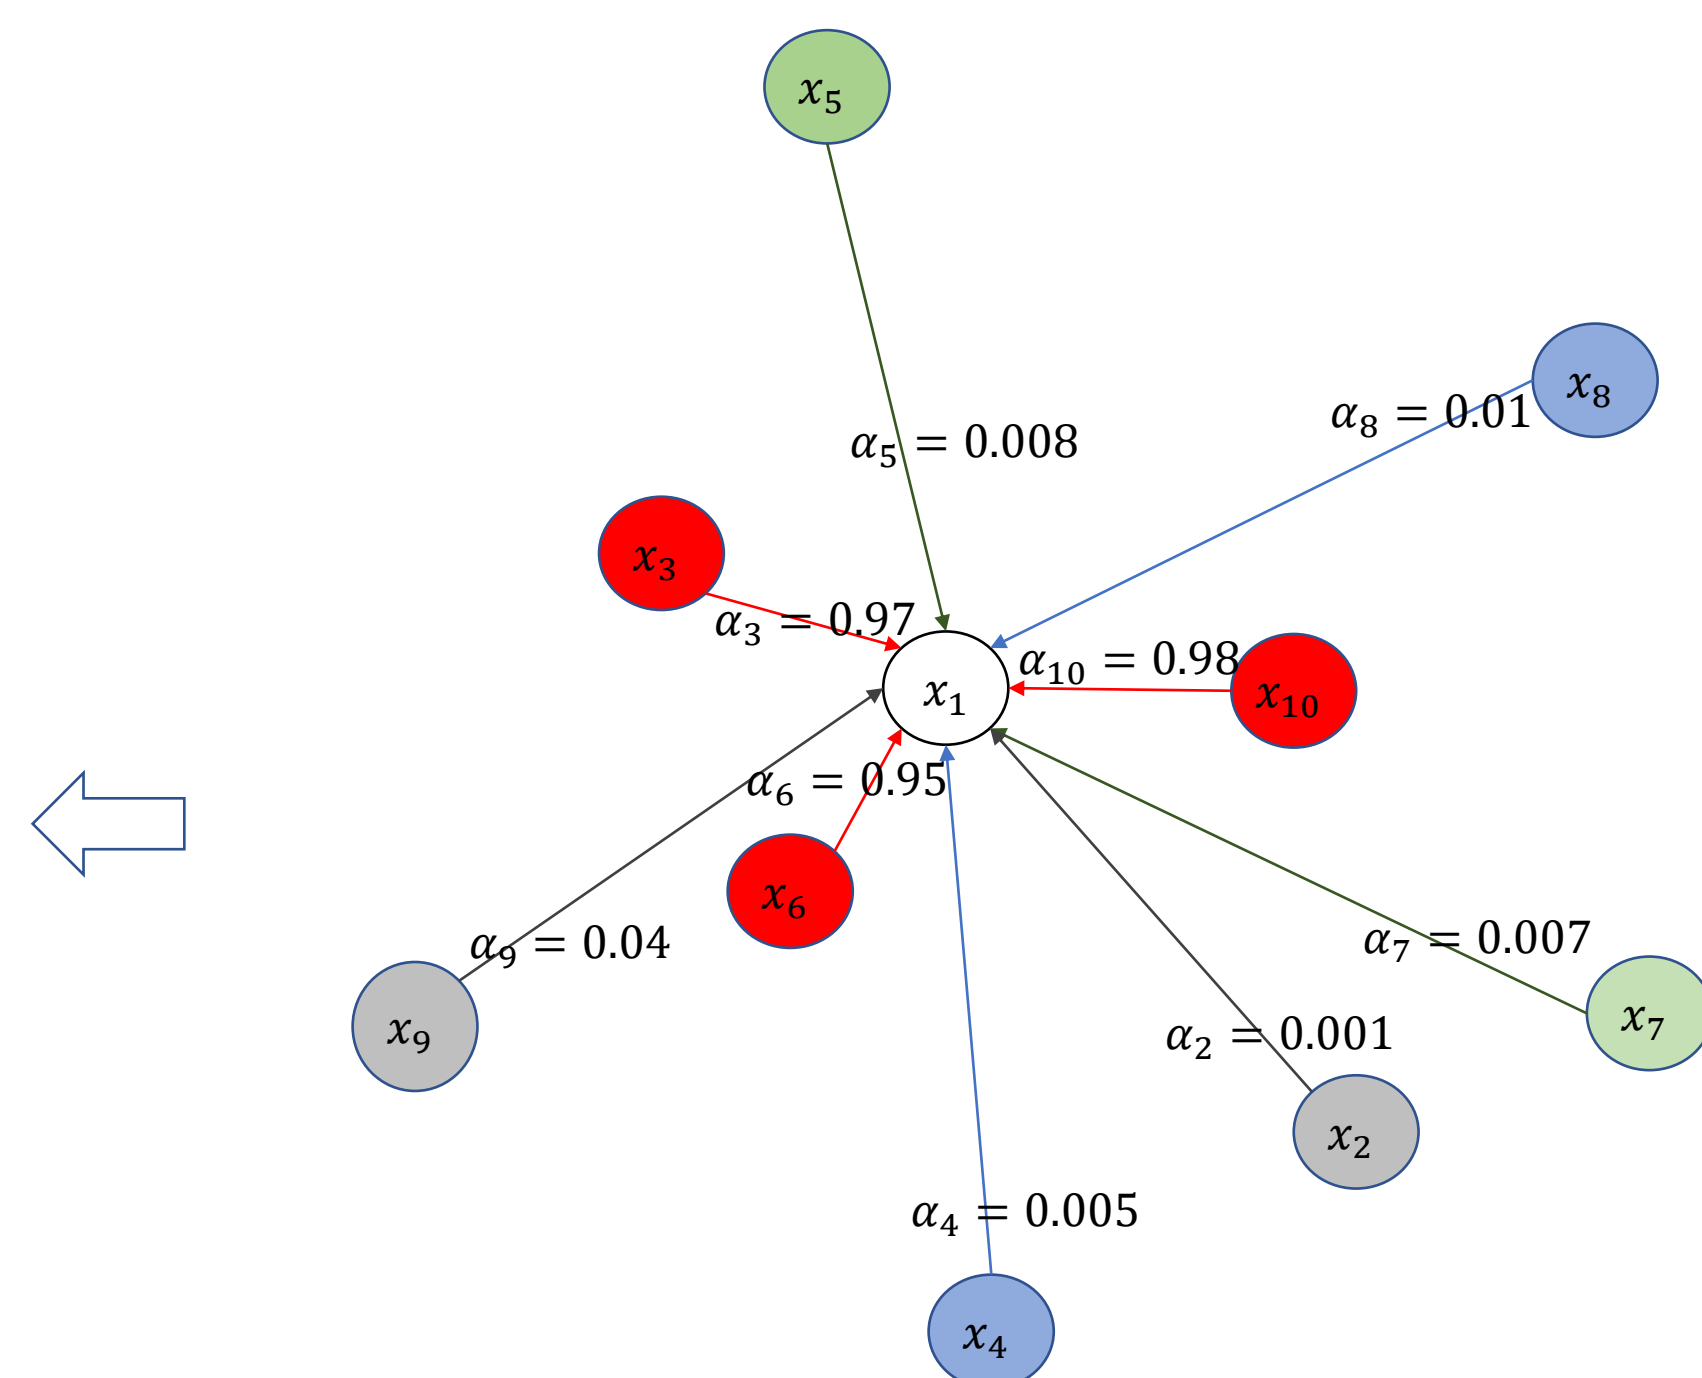 x₅
x₈
α₈ = 0.01
α₅ = 0.008
x₃
α₃ = 0.97
α₁₀ = 0.98
x₁
x₁₀
α₆ = 0.95
x₆
α₉ = 0.04
α₇ = 0.007
x₉
x₇
α₂ = 0.001
x₂
α₄ = 0.005
x₄